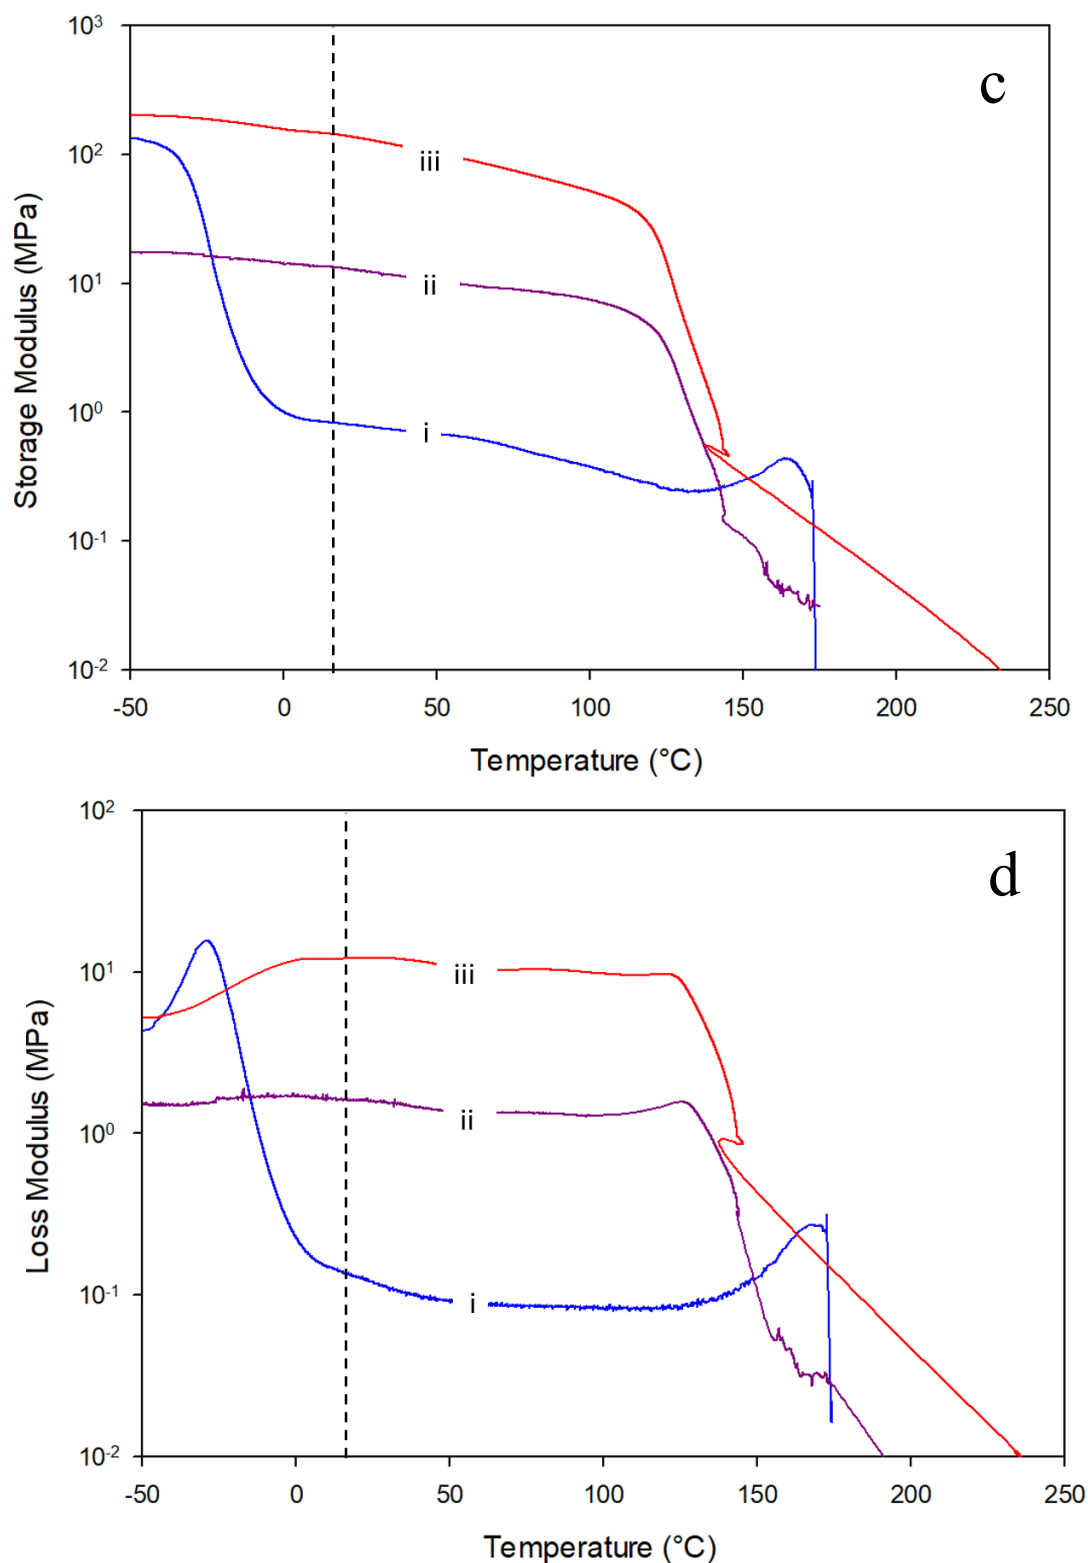 10³
c
10²
iii
10¹
ii
10⁰
i
10⁻¹
10⁻²
Storage Modulus (MPa)
-50 0 50 100 150 200 250
Temperature (°C)
10²
d
10¹
iii
10⁰
ii
10⁻¹
i
10⁻²
Loss Modulus (MPa)
-50 0 50 100 150 200 250
Temperature (°C)